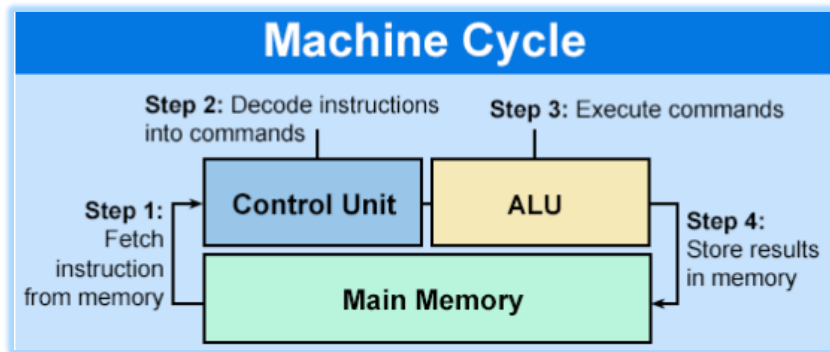 Machine Cycle
Step 2: Decode instructions
into commands
Step 3: Execute commands
Step 1:
Fetch
instruction
from memory
Control Unit
ALU
Step 4:
Store results
in memory
Main Memory